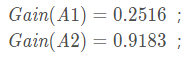 Gain(A1) = 0.2516 ;
Gain(A2) = 0.9183 ;